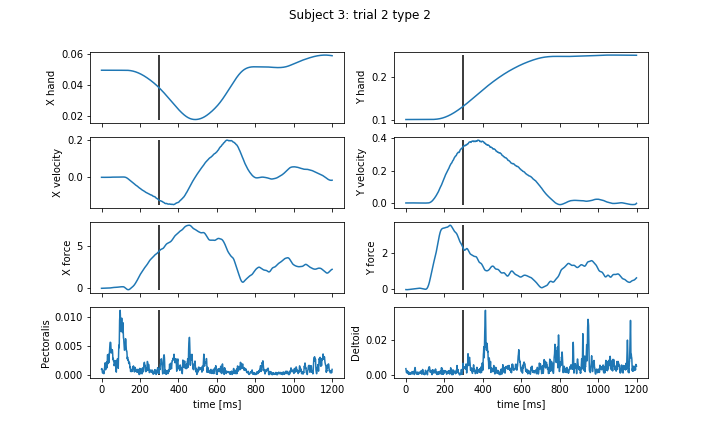 Subject 3: trial 2 type 2
X hand
0.06
0.04
0.02
Y hand
0.2
0.1
X velocity
0.2
0.0
Y velocity
0.4
0.2
0.0
X force
5
0
Y force
2
0
Pectoralis
0.010
0.005
0.000
0 200 400 600 800 1000 1200
time [ms]
Deltoid
0.02
0.00
0 200 400 600 800 1000 1200
time [ms]